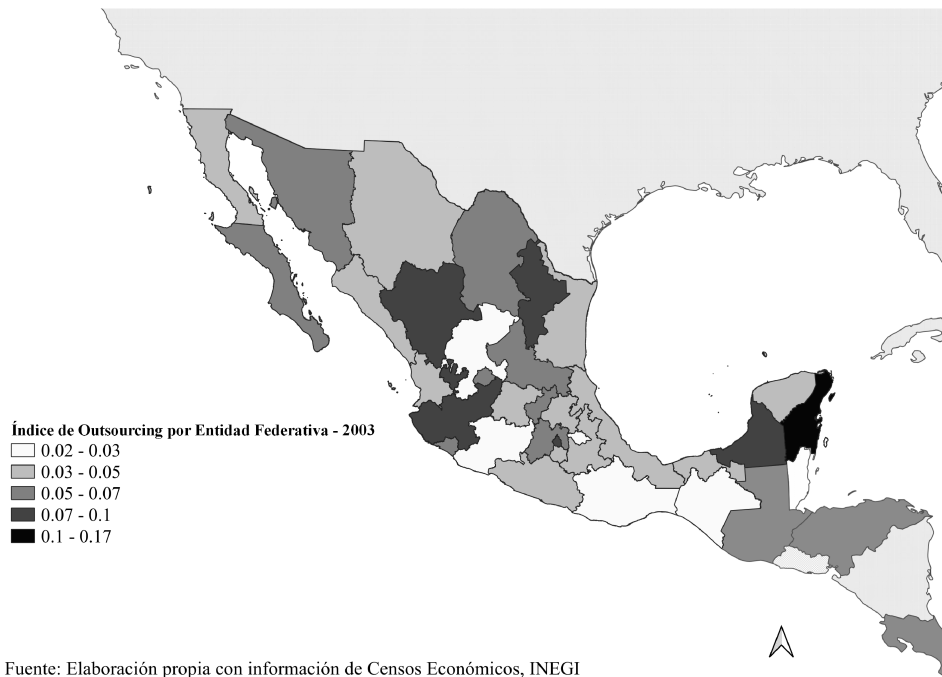 Índice de Outsourcing por Entidad Federativa - 2003
0.02 - 0.03
0.03 - 0.05
0.05 - 0.07
0.07 - 0.1
0.1 - 0.17
Fuente: Elaboración propia con información de Censos Económicos, INEGI